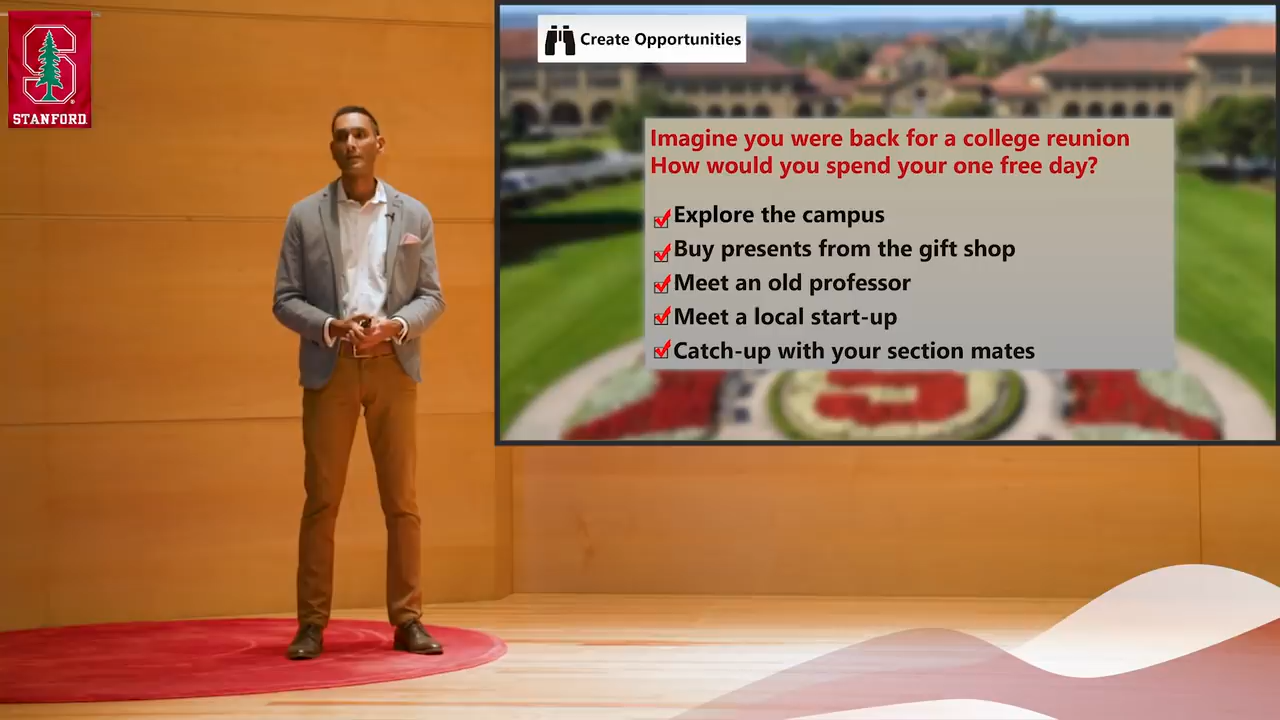 STANFORD
Create Opportunities
Imagine you were back for a college reunion
How would you spend your one free day?
Explore the campus
Buy presents from the gift shop
Meet an old professor
Meet a local start-up
Catch-up with your section mates